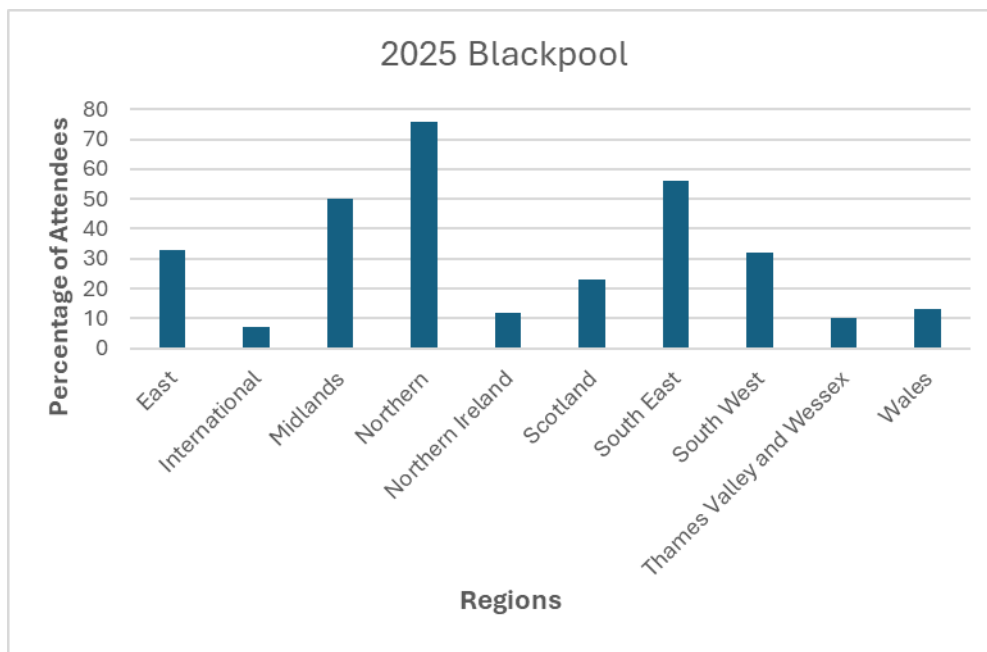 2025 Blackpool
Percentage of Attendees
80
70
60
50
40
30
20
10
0
East
International
Midlands
Northern
Northern Ireland
Scotland
South East
South West
Thames Valley and Wessex
Wales
Regions